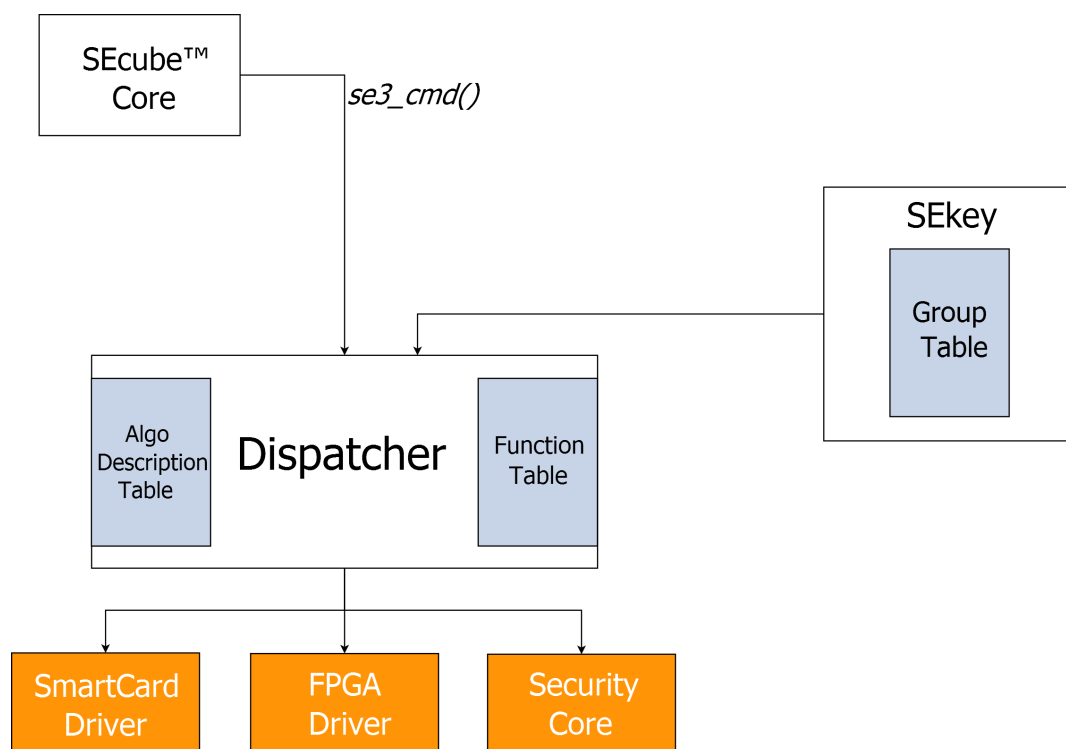 SEcube™
Core
se3_cmd()
SEkey
Group
Table
Algo
Description
Table
Dispatcher
Function
Table
SmartCard
Driver
FPGA
Driver
Security
Core